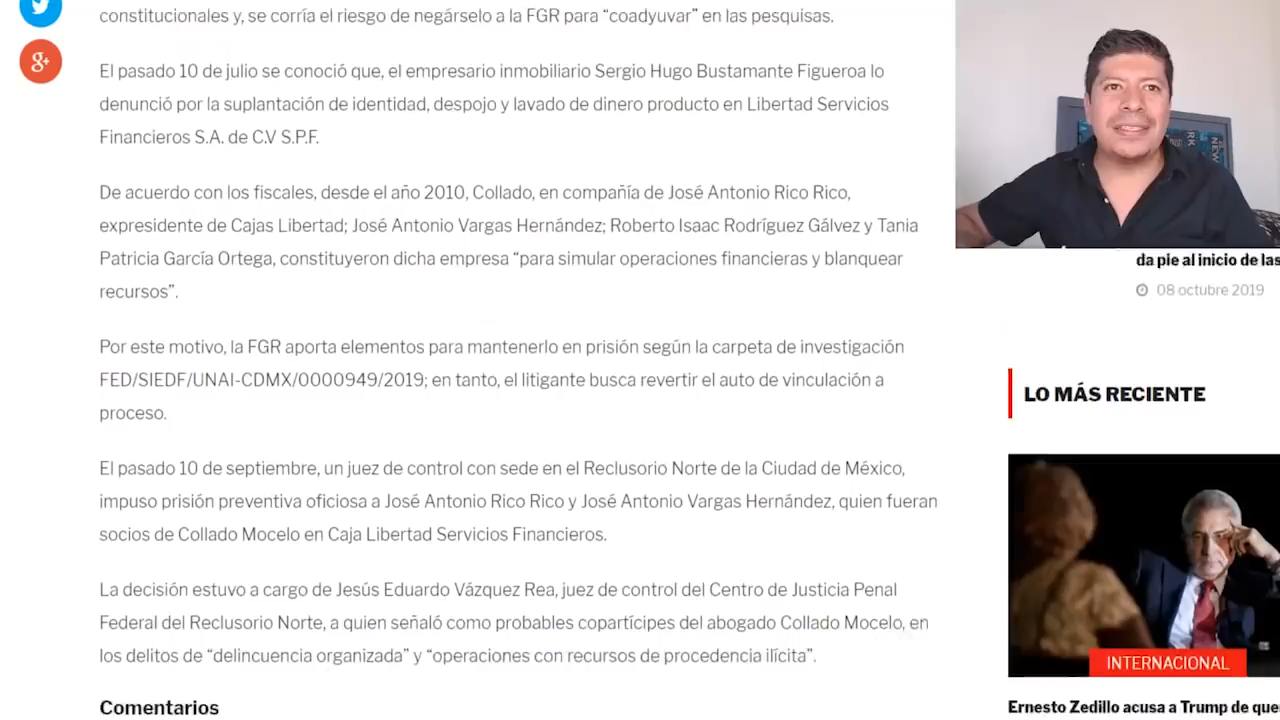 constitucionales y, se corría el riesgo de negárselo a la FGR para “coadyuvar” en las pesquisas.
El pasado 10 de julio se conoció que, el empresario inmobiliario Sergio Hugo Bustamante Figueroa lo
denunció por la suplantación de identidad, despojo y lavado de dinero producto en Libertad Servicios
Financieros S.A. de C.V S.P.F.
De acuerdo con los fiscales, desde el año 2010, Collado, en compañía de José Antonio Rico Rico,
expresidente de Cajas Libertad; José Antonio Vargas Hernández; Roberto Isaac Rodríguez Gálvez y Tania
Patricia García Ortega, constituyeron dicha empresa “para simular operaciones financieras y blanquear
recursos”.
Por este motivo, la FGR aporta elementos para mantenerlo en prisión según la carpeta de investigación
FED/SIEDF/UNAI-CDMX/0000949/2019; en tanto, el litigante busca revertir el auto de vinculación a
proceso.
El pasado 10 de septiembre, un juez de control con sede en el Reclusorio Norte de la Ciudad de México,
impuso prisión preventiva oficiosa a José Antonio Rico Rico y José Antonio Vargas Hernández, quien fueran
socios de Collado Mocelo en Caja Libertad Servicios Financieros.
La decisión estuvo a cargo de Jesús Eduardo Vázquez Rea, juez de control del Centro de Justicia Penal
Federal del Reclusorio Norte, a quien señaló como probables copartícipes del abogado Collado Mocelo, en
los delitos de “delincuencia organizada” y “operaciones con recursos de procedencia ilícita”.
Comentarios
g+
NEW
RK
da pie al inicio de las
08 octubre 2019
LO MÁS RECIENTE
INTERNACIONAL
Ernesto Zedillo acusa a Trump de que